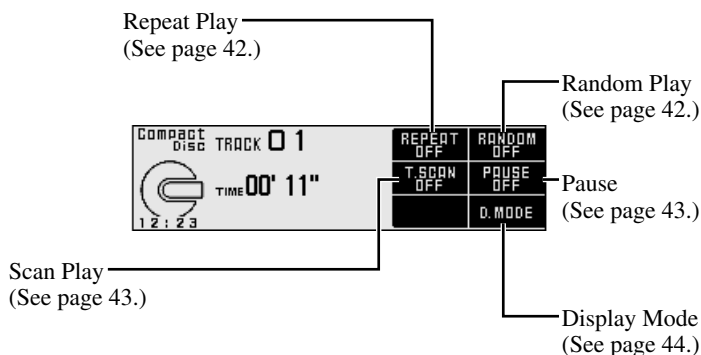 Repeat Play
(See page 42.)
Random Play
(See page 42.)
Compact
Disc
TRACK 01
TIME 00' 11"
12:23
REPEAT
OFF
RANDOM
OFF
T.SCAN
OFF
PAUSE
OFF
D.MODE
Pause
(See page 43.)
Scan Play
(See page 43.)
Display Mode
(See page 44.)